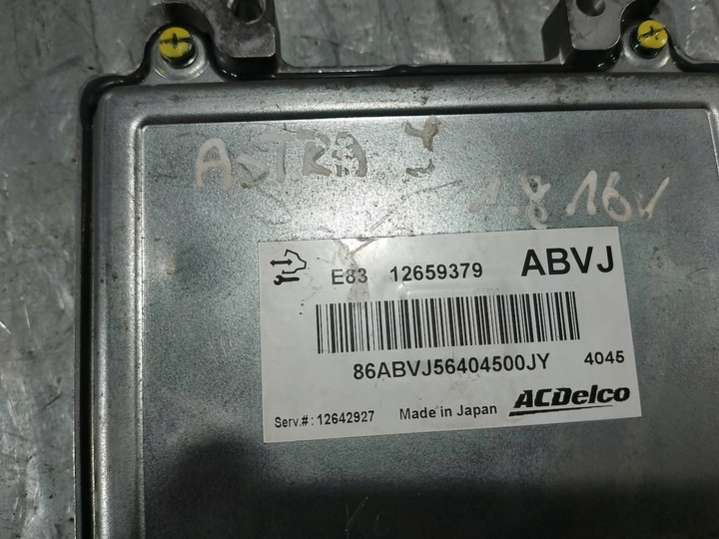 ASTRA J
1.8 16v
E83 12659379 ABVJ
86ABVJ56404500JY 4045
Serv.#: 12642927 Made in Japan ACDelco